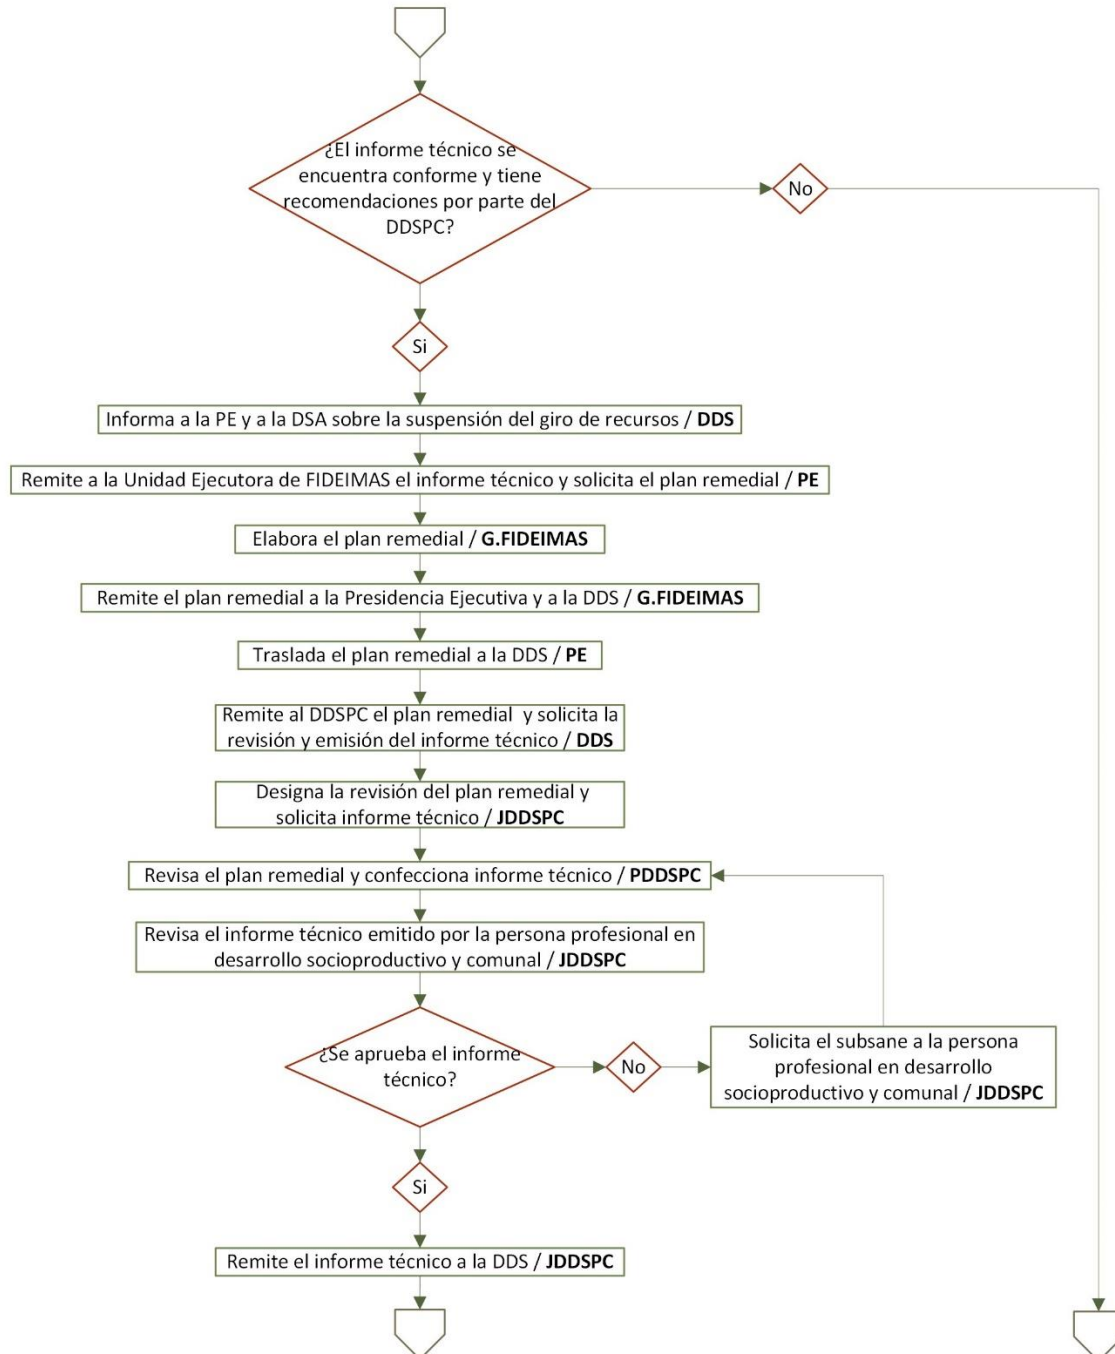 ¿El informe técnico se
encuentra conforme y tiene
recomendaciones por parte del
DDSPC?
No
Si
Informa a la PE y a la DSA sobre la suspensión del giro de recursos / DDS
Remite a la Unidad Ejecutora de FIDEIMAS el informe técnico y solicita el plan remedial / PE
Elabora el plan remedial / G.FIDEIMAS
Remite el plan remedial a la Presidencia Ejecutiva y a la DDS / G.FIDEIMAS
Traslada el plan remedial a la DDS / PE
Remite al DDSPC el plan remedial y solicita la
revisión y emisión del informe técnico / DDS
Designa la revisión del plan remedial y
solicita informe técnico / JDDSPC
Revisa el plan remedial y confecciona informe técnico / PDDSPC
Revisa el informe técnico emitido por la persona profesional en
desarrollo socioproductivo y comunal / JDDSPC
¿Se aprueba el informe
técnico?
No
Solicita el subsane a la persona
profesional en desarrollo
socioproductivo y comunal / JDDSPC
Si
Remite el informe técnico a la DDS / JDDSPC